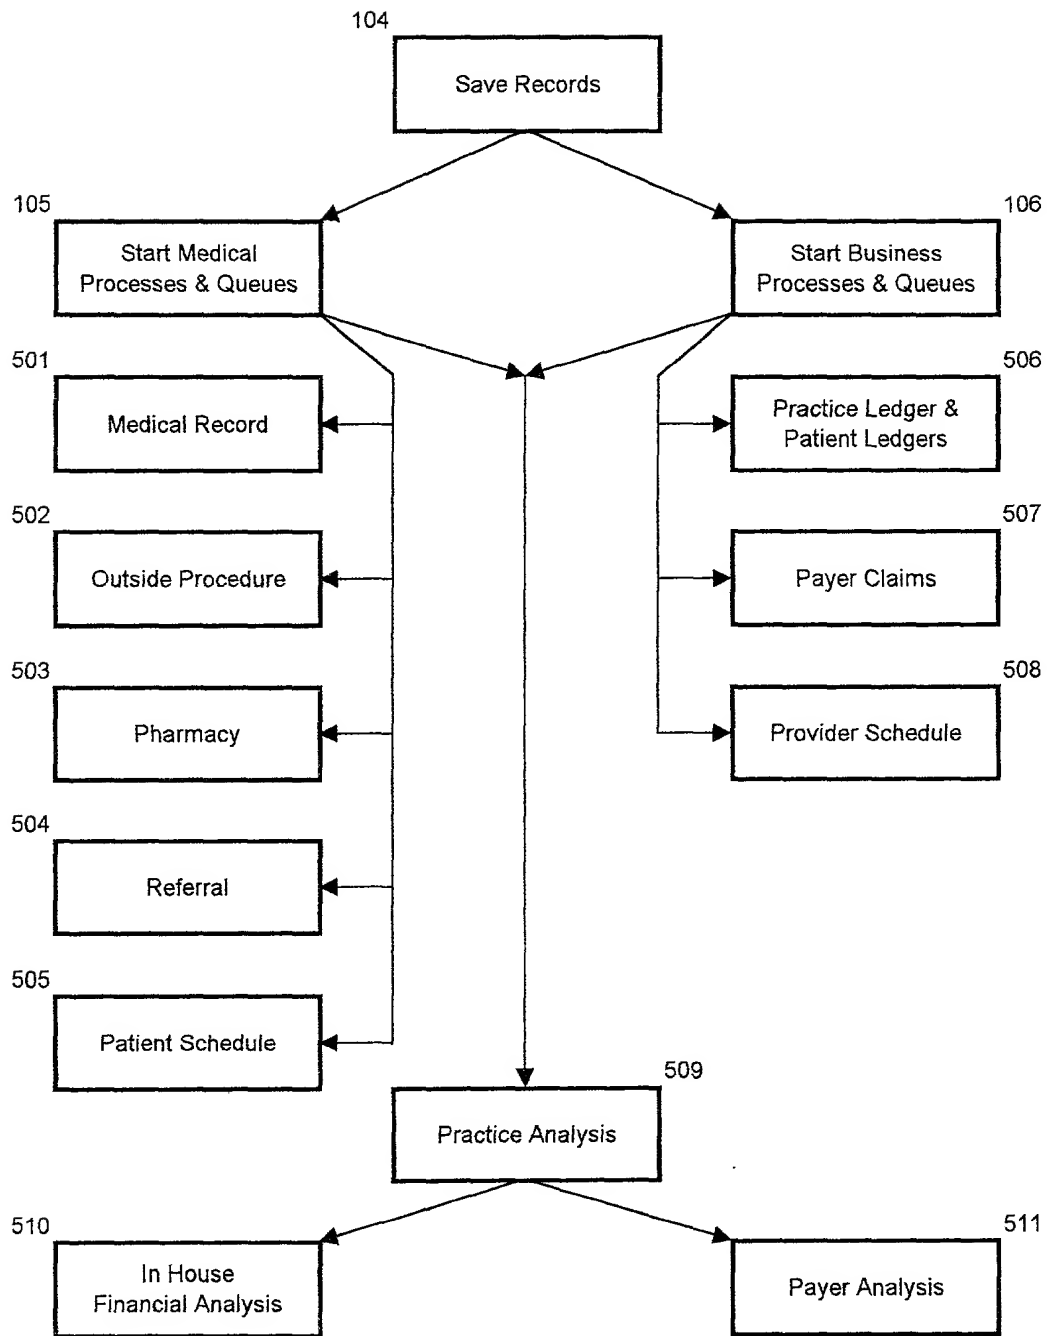 104
Save Records
105
Start Medical
Processes & Queues
106
Start Business
Processes & Queues
501
Medical Record
506
Practice Ledger &
Patient Ledgers
502
Outside Procedure
507
Payer Claims
503
Pharmacy
508
Provider Schedule
504
Referral
505
Patient Schedule
509
Practice Analysis
510
In House
Financial Analysis
511
Payer Analysis